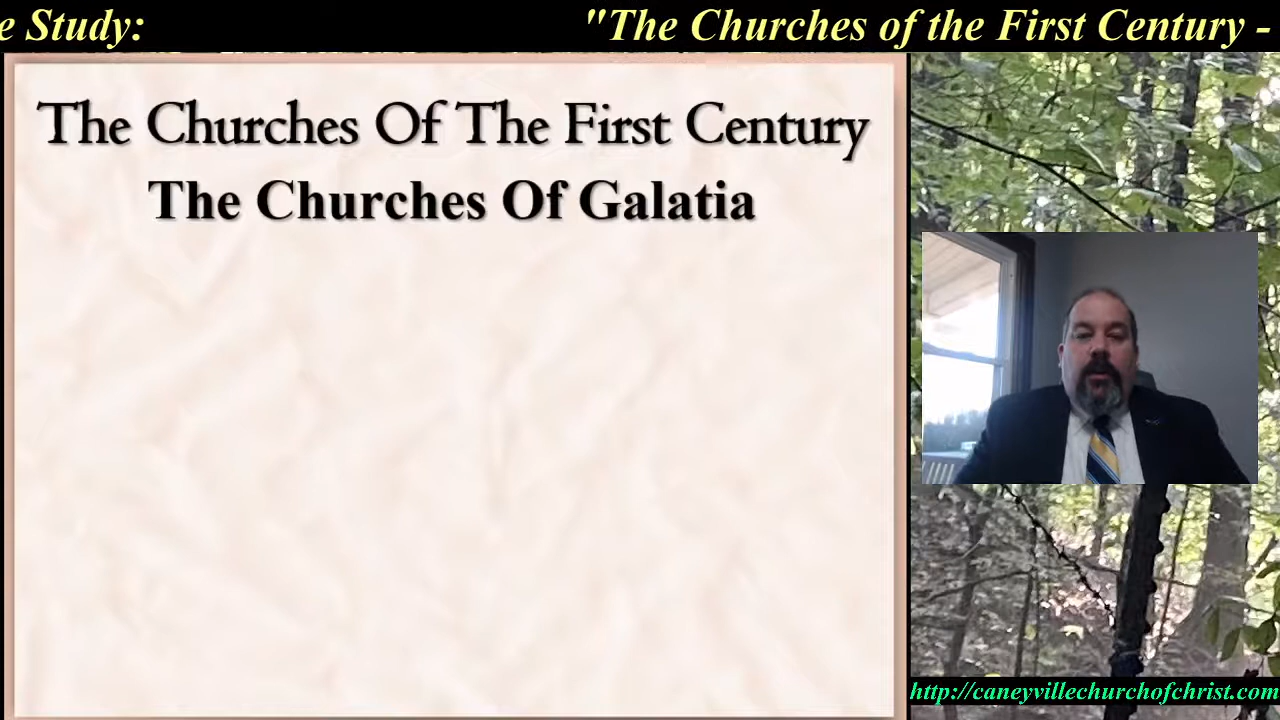 e Study: "The Churches of the First Century -
The Churches Of The First Century
The Churches Of Galatia
http://caneyvillechurchofchrist.com